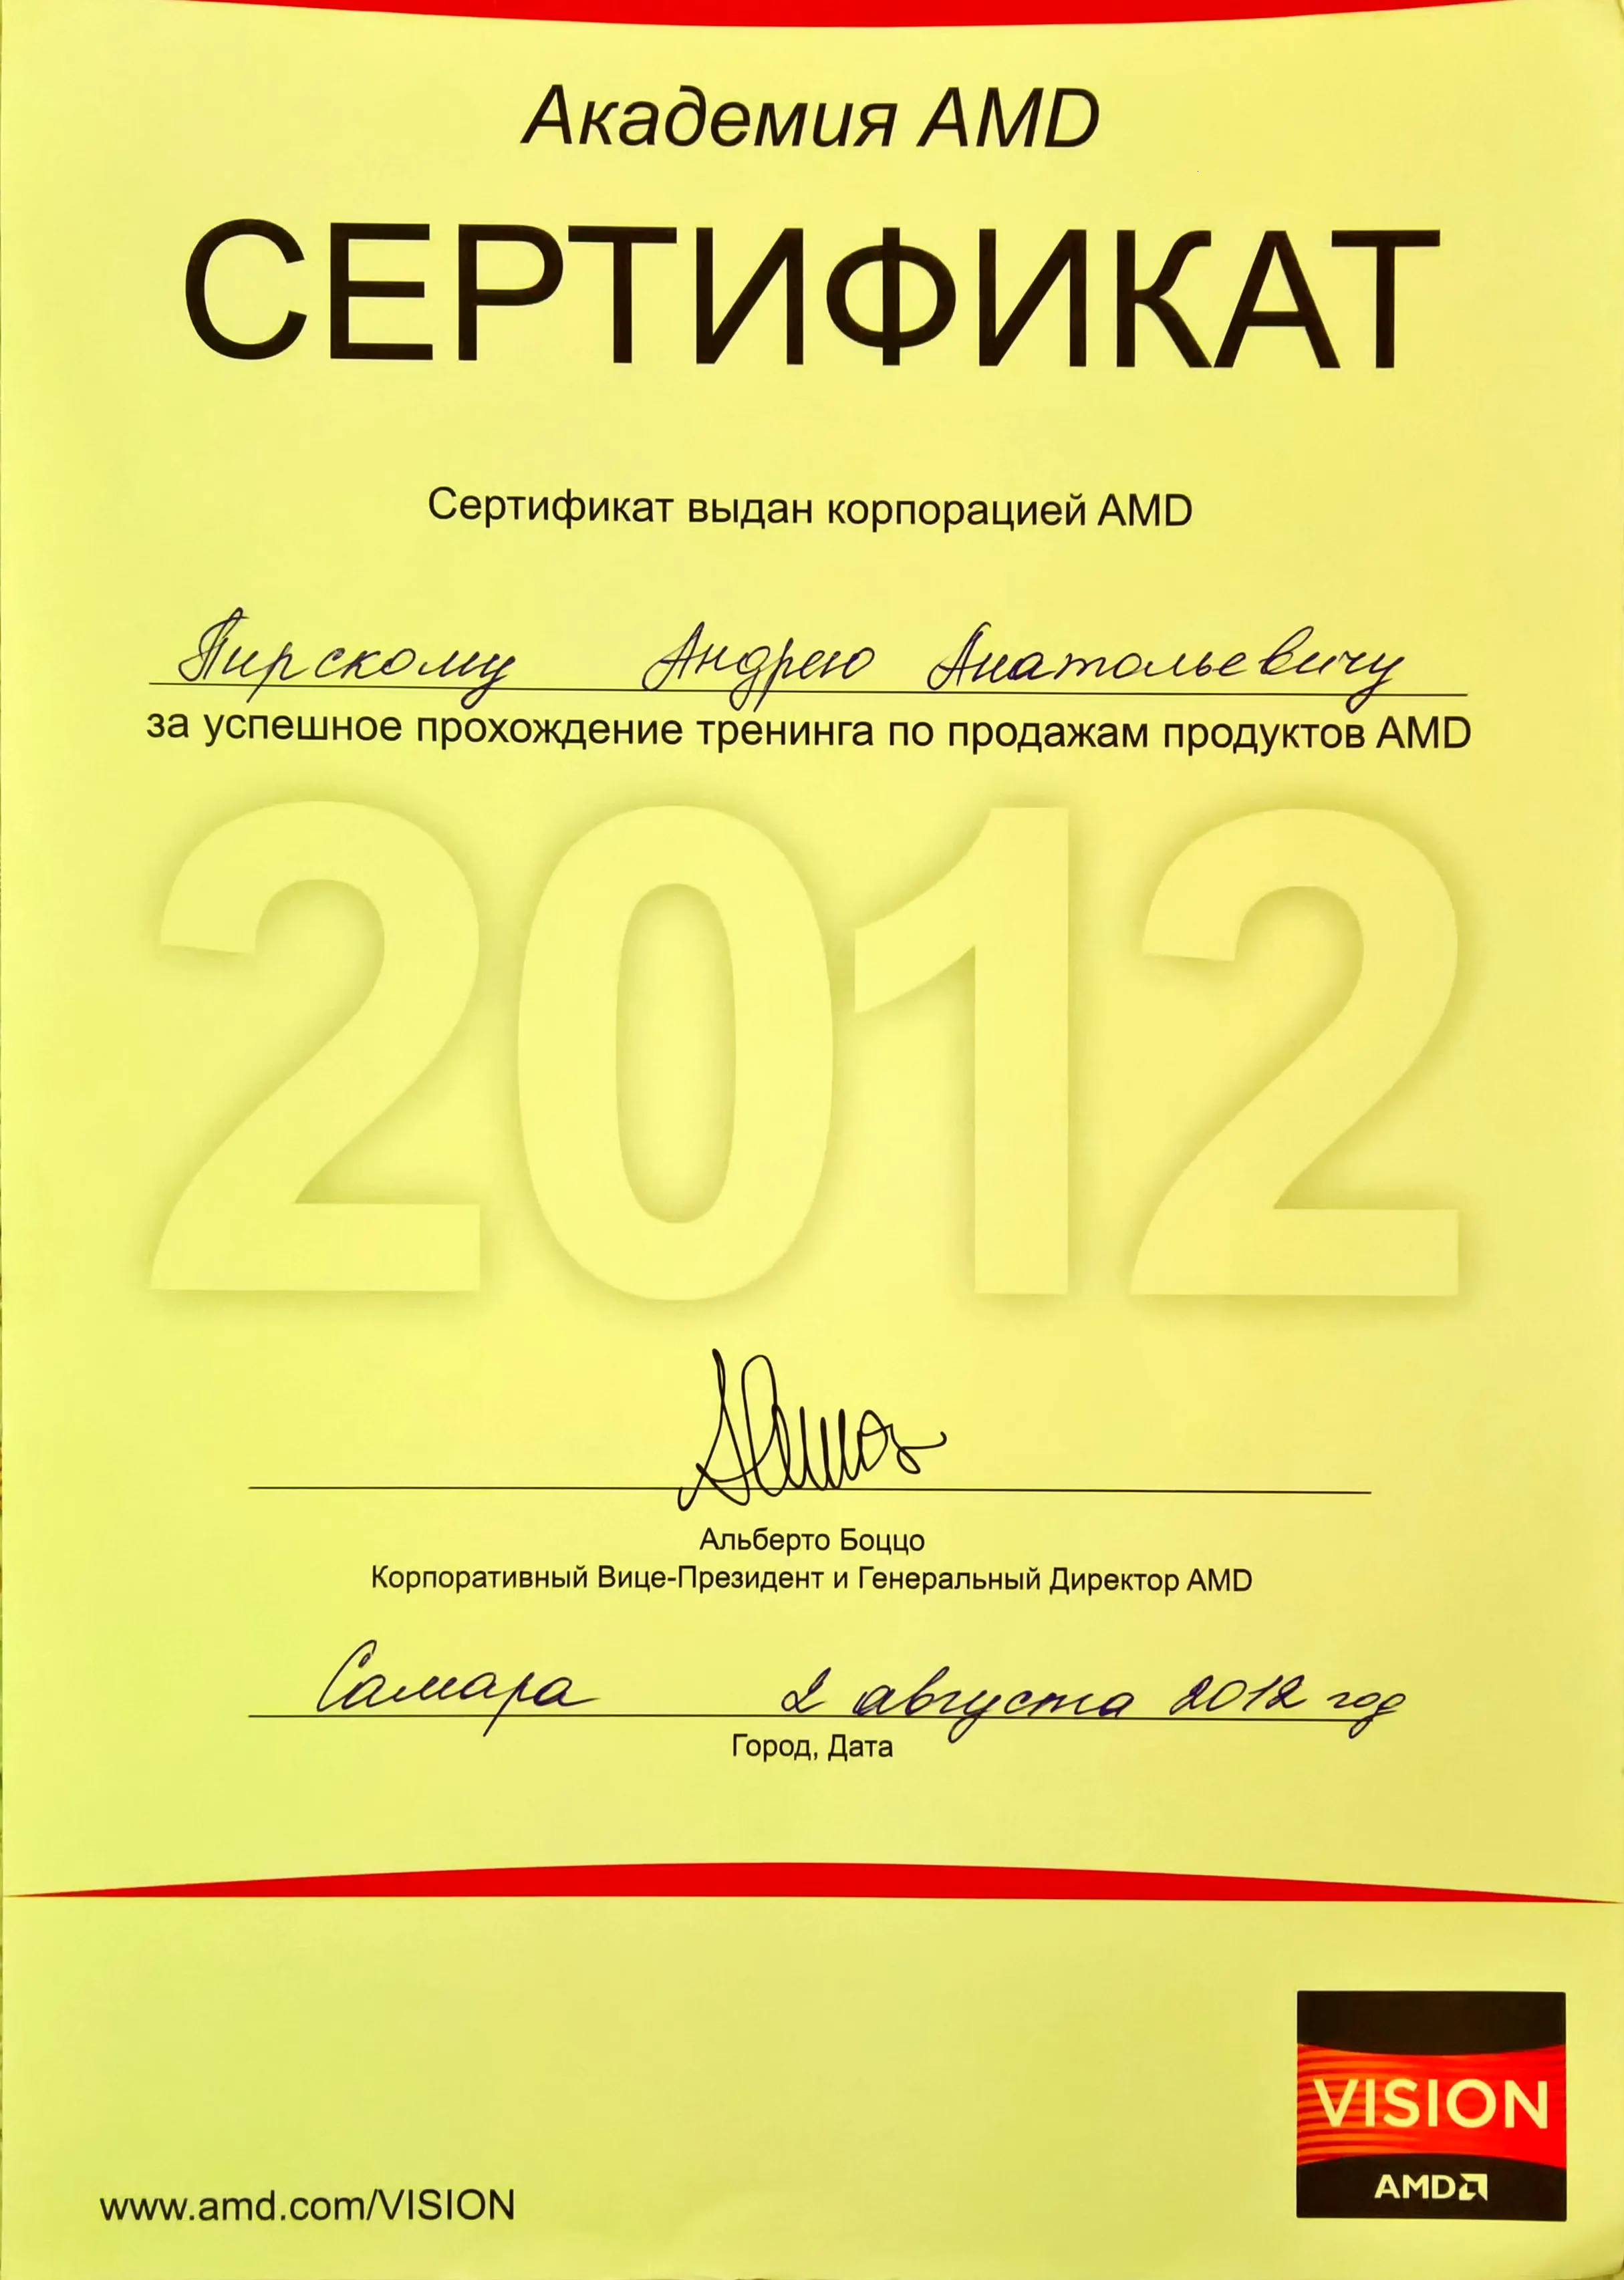 Академия AMD
СЕРТИФИКАТ
Сертификат выдан корпорацией AMD
Пирскому Андрею Анатольевичу
за успешное прохождение тренинга по продажам продуктов AMD
2012
Альберто Боццо
Корпоративный Вице-Президент и Генеральный Директор AMD
Самара 2 августа 2012 год
Город, Дата
VISION
AMD
www.amd.com/VISION